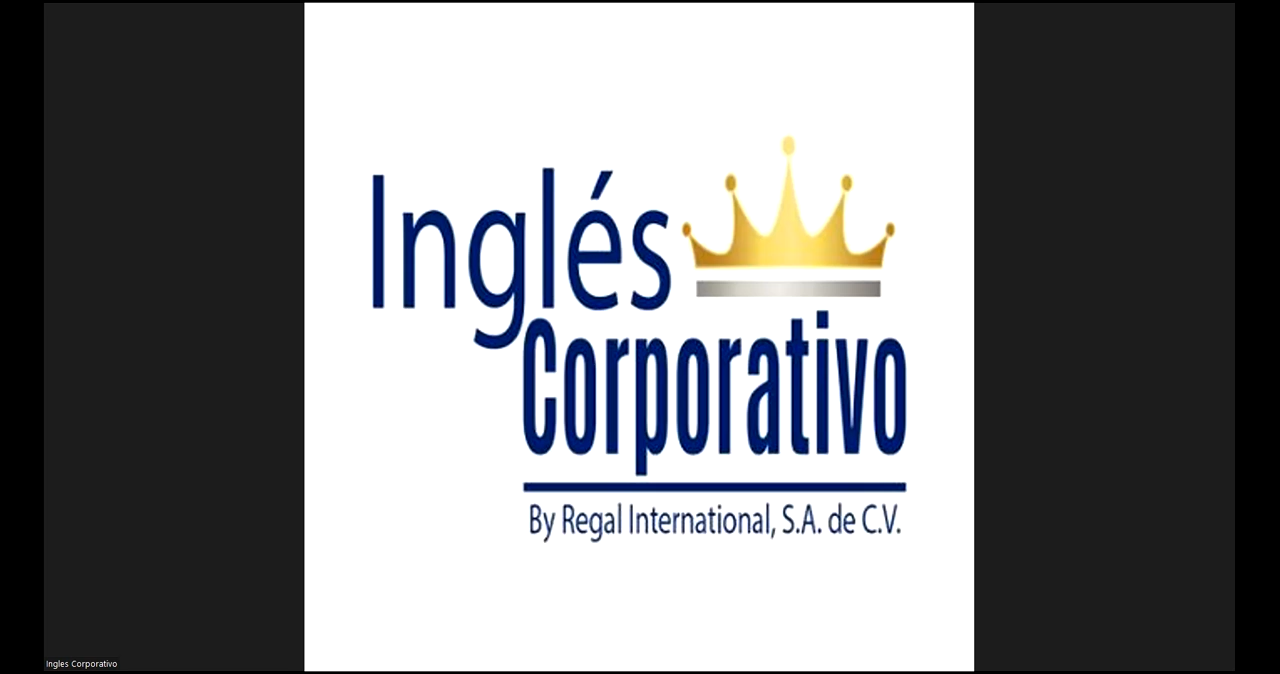 Inglés
Corporativo
By Regal International, S.A. de C.V.
Ingles Corporativo